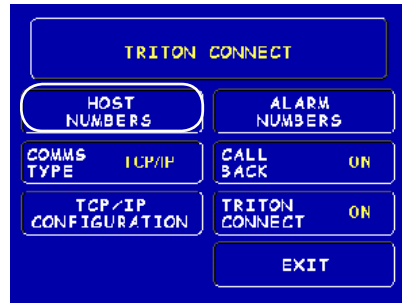 TRITON CONNECT
HOST
NUMBERS
ALARM
NUMBERS
COMMS
TYPE
TCP/IP
CALL
BACK
ON
TCP/IP
CONFIGURATION
TRITON
CONNECT
ON
EXIT